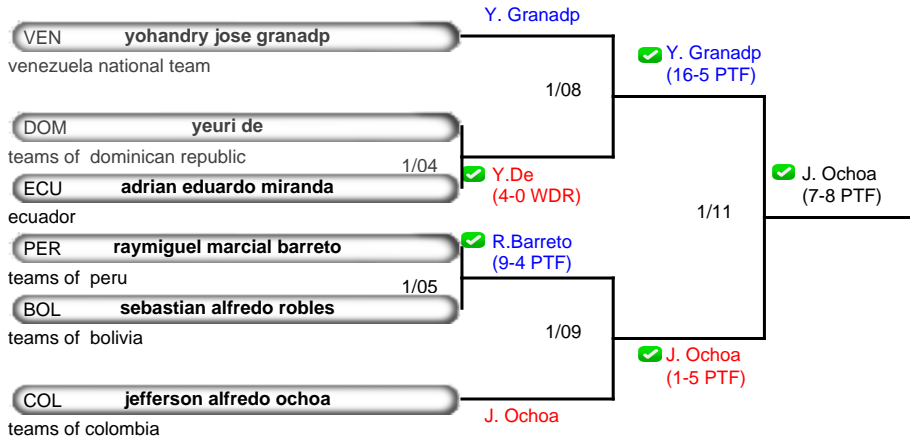 Y. Granadp
VEN yohandry jose granadp
venezuela national team
Y. Granadp
(16-5 PTF)
1/08
DOM yeuri de
teams of dominican republic
1/04
Y.De
(4-0 WDR)
ECU adrian eduardo miranda
ecuador
J. Ochoa
(7-8 PTF)
1/11
PER raymiguel marcial barreto
teams of peru
R.Barreto
(9-4 PTF)
1/05
BOL sebastian alfredo robles
teams of bolivia
1/09
J. Ochoa
(1-5 PTF)
COL jefferson alfredo ochoa
teams of colombia
J. Ochoa